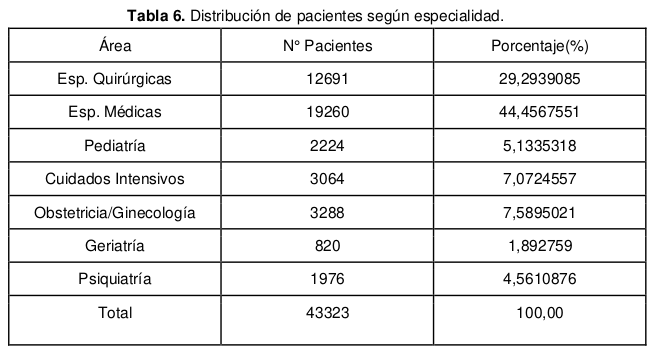 Tabla 6. Distribución de pacientes según especialidad.
Área N° Pacientes Porcentaje(%)
Esp. Quirúrgicas 12691 29,2939085
Esp. Médicas 19260 44,4567551
Pediatría 2224 5,1335318
Cuidados Intensivos 3064 7,0724557
Obstetricia/Ginecología 3288 7,5895021
Geriatría 820 1,892759
Psiquiatría 1976 4,5610876
Total 43323 100,00